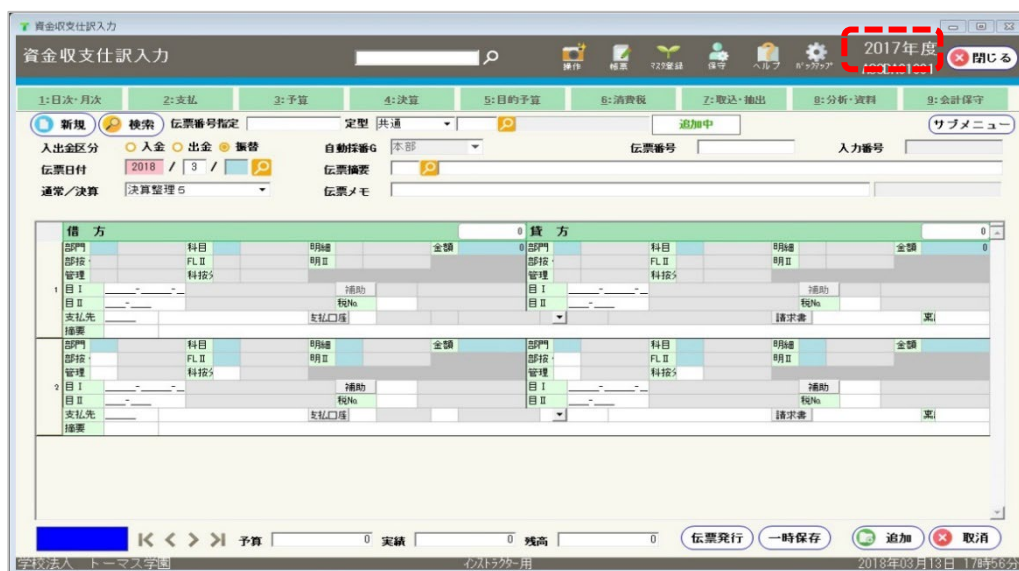 資金収支仕訳入力
資金収支仕訳入力 操作 帳票 マスタ登録 保守 ヘルプ ﾊﾞｯｸｱｯﾌﾟ 2017年度 閉じる
1:日次・月次 2:支払 3:予算 4:決算 5:目的予算 6:消費税 7:取込・抽出 8:分析・資料 9:会計保守
新規 検索 伝票番号指定 定型 共通 追加中 サブメニュー
入出金区分 入金 出金 振替 自動採番G 本部 伝票番号 入力番号
伝票日付 2018 / 3 / 伝票摘要
通常/決算 決算整理6 伝票メモ
借 方 0 貸 方 0
部門 科目 明細 金額 0 部門 科目 明細 金額 0
部按 FLⅡ 明Ⅱ 部按 FLⅡ 明Ⅱ
管理 科按 管理 科按
1 目Ⅰ 補助 目Ⅰ 補助
目Ⅱ 税No 目Ⅱ 税No
支払先 支払口座 請求書
摘要
部門 科目 明細 金額 部門 科目 明細 金額
部按 FLⅡ 明Ⅱ 部按 FLⅡ 明Ⅱ
管理 科按 管理 科按
2 目Ⅰ 補助 目Ⅰ 補助
目Ⅱ 税No 目Ⅱ 税No
支払先 支払口座 請求書
摘要
予算 0 実績 0 残高 0 伝票発行 一時保存 追加 取消
学校法人 トーマス学園 インストラクター用 2018年03月13日 17時56分